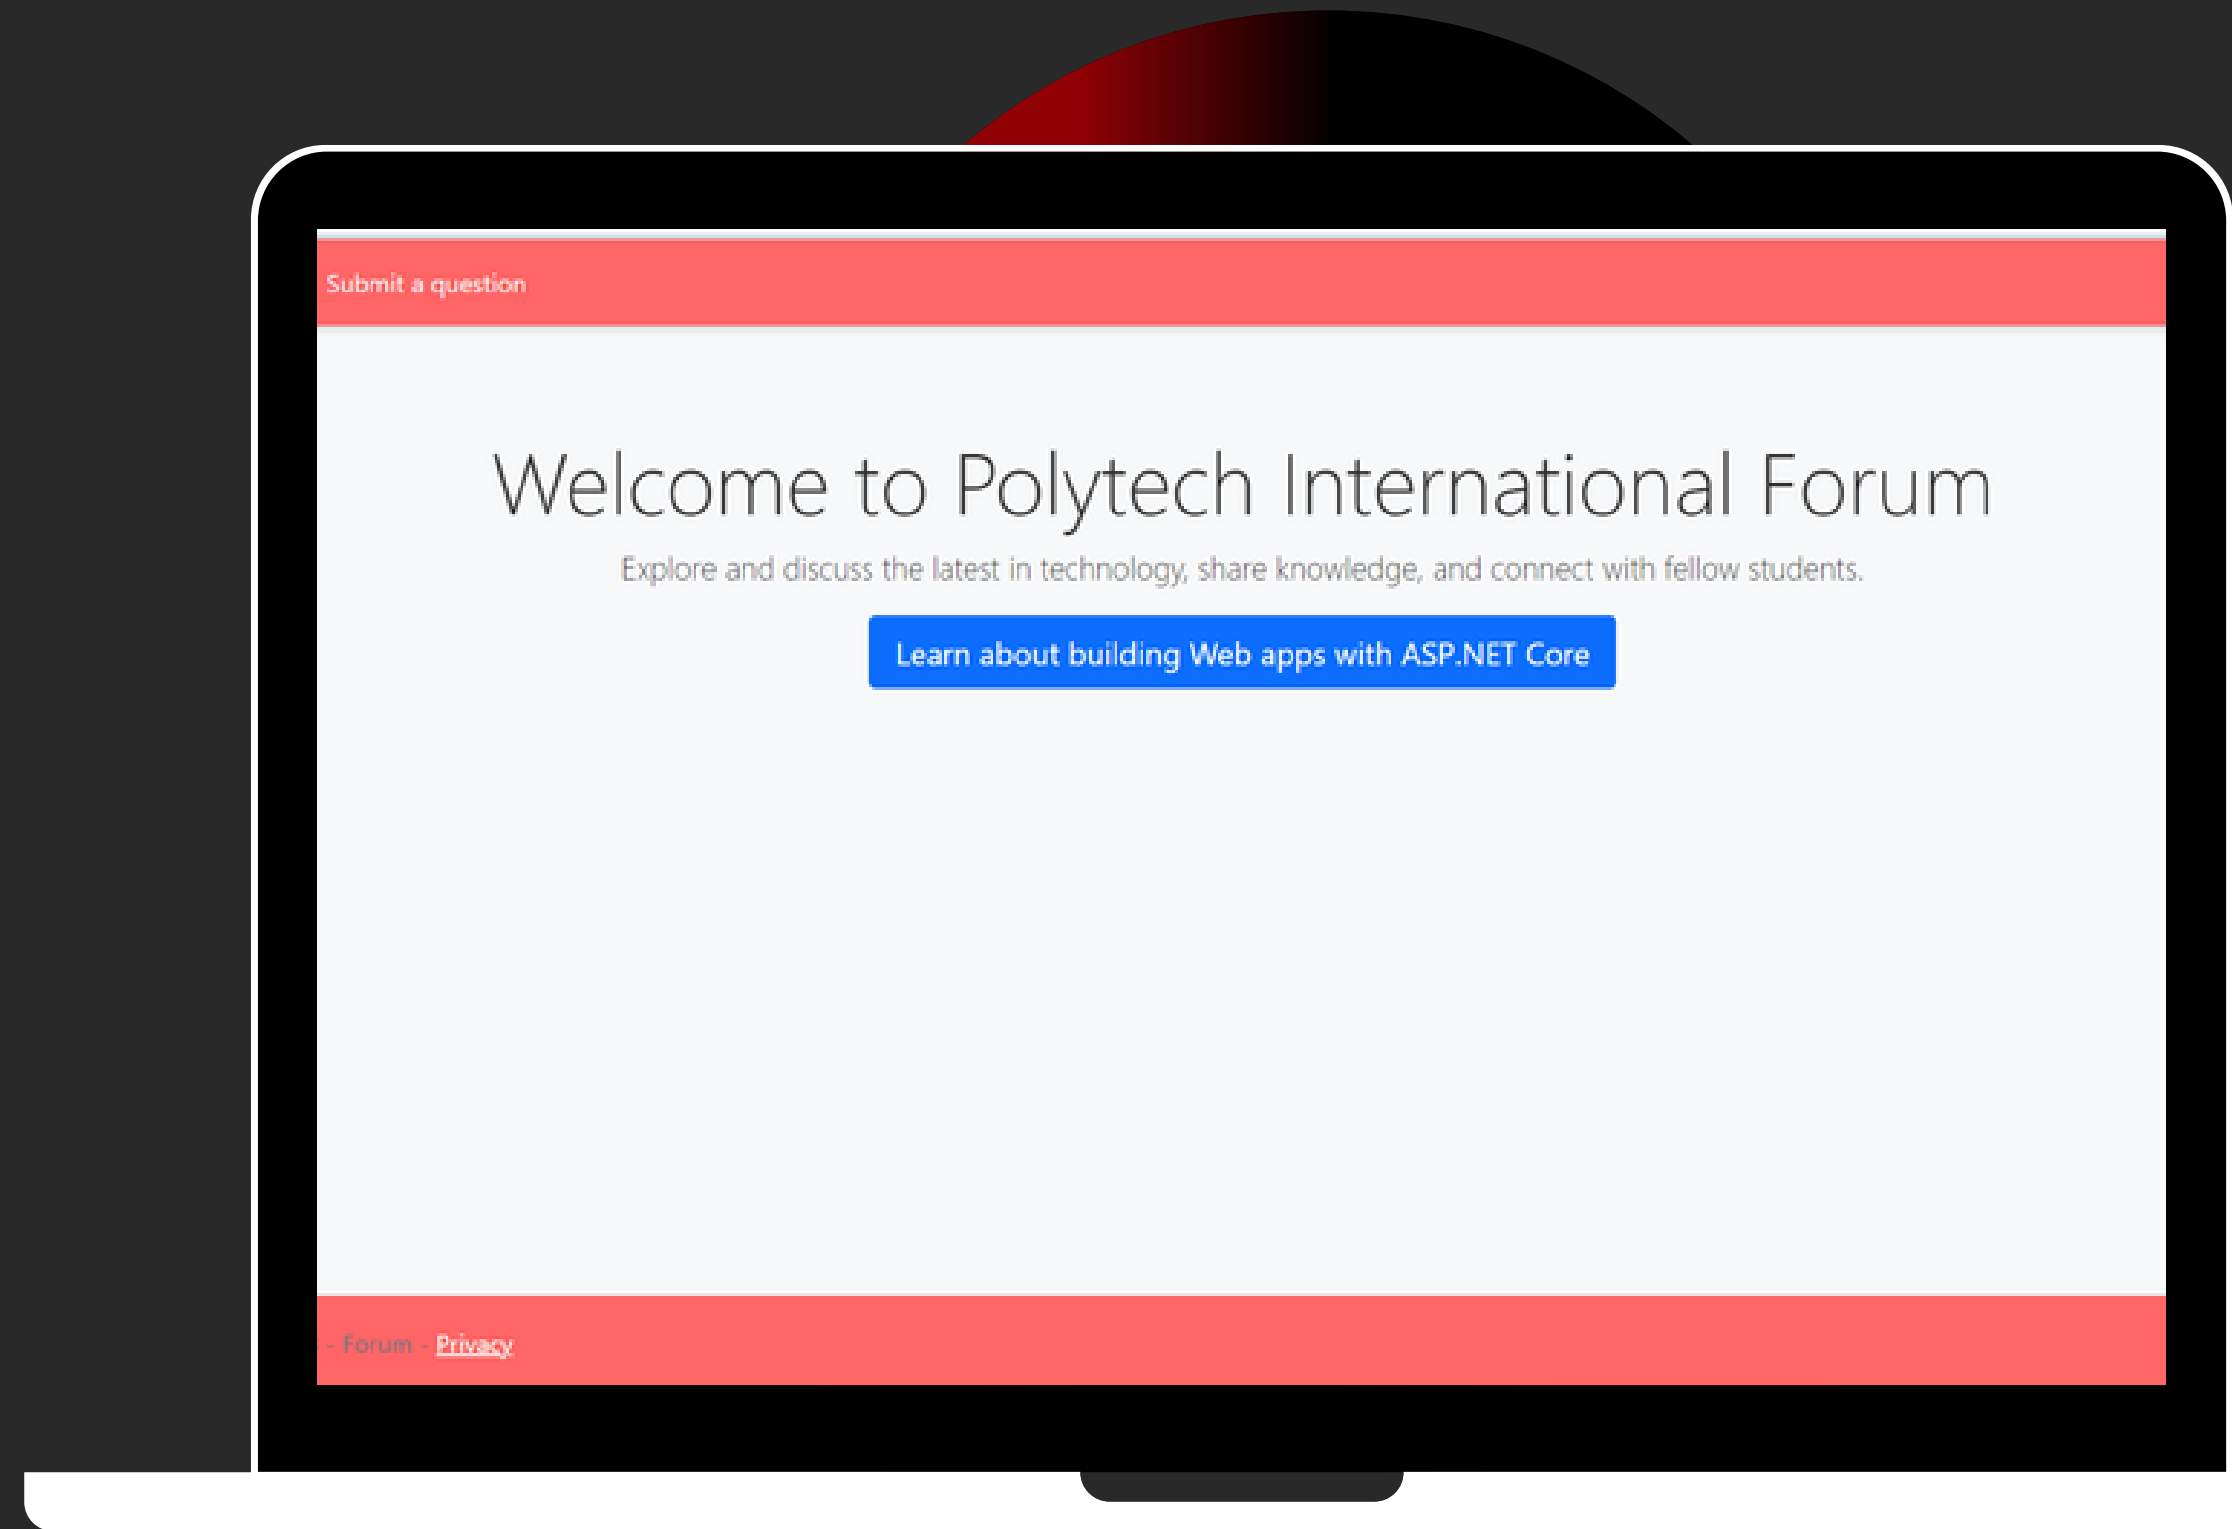 Submit a question
Welcome to Polytech International Forum
Explore and discuss the latest in technology, share knowledge, and connect with fellow students.
Learn about building Web apps with ASP.NET Core
- Forum - Privacy